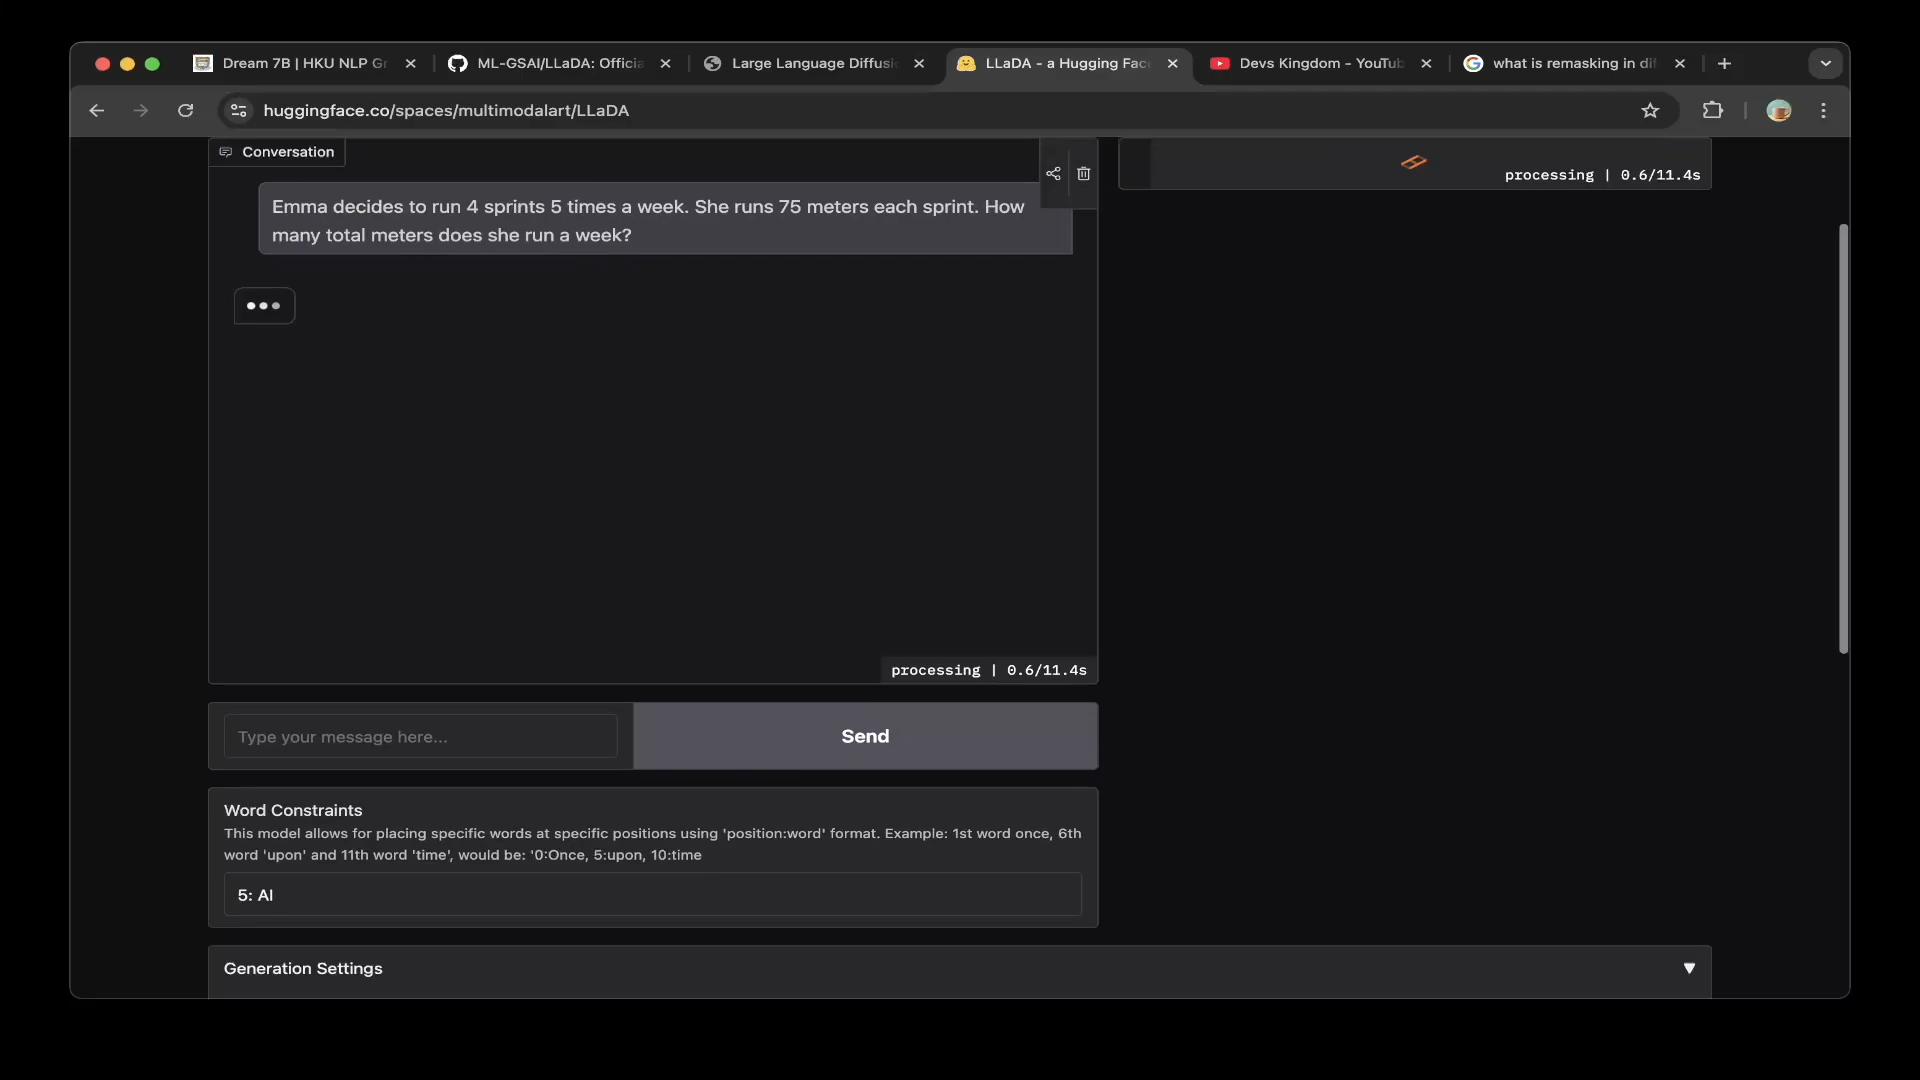 Dream 7B | HKU NLP Gr
ML-GSAI/LLaDA: Officia
Large Language Diffusi
LLaDA - a Hugging Fac
Devs Kingdom - YouTub
what is remasking in dif
huggingface.co/spaces/multimodalart/LLaDA
Conversation
Emma decides to run 4 sprints 5 times a week. She runs 75 meters each sprint. How
many total meters does she run a week?
processing | 0.6/11.4s
processing | 0.6/11.4s
Type your message here...
Send
Word Constraints
This model allows for placing specific words at specific positions using 'position:word' format. Example: 1st word once, 6th
word 'upon' and 11th word 'time', would be: '0:Once, 5:upon, 10:time
5: AI
Generation Settings